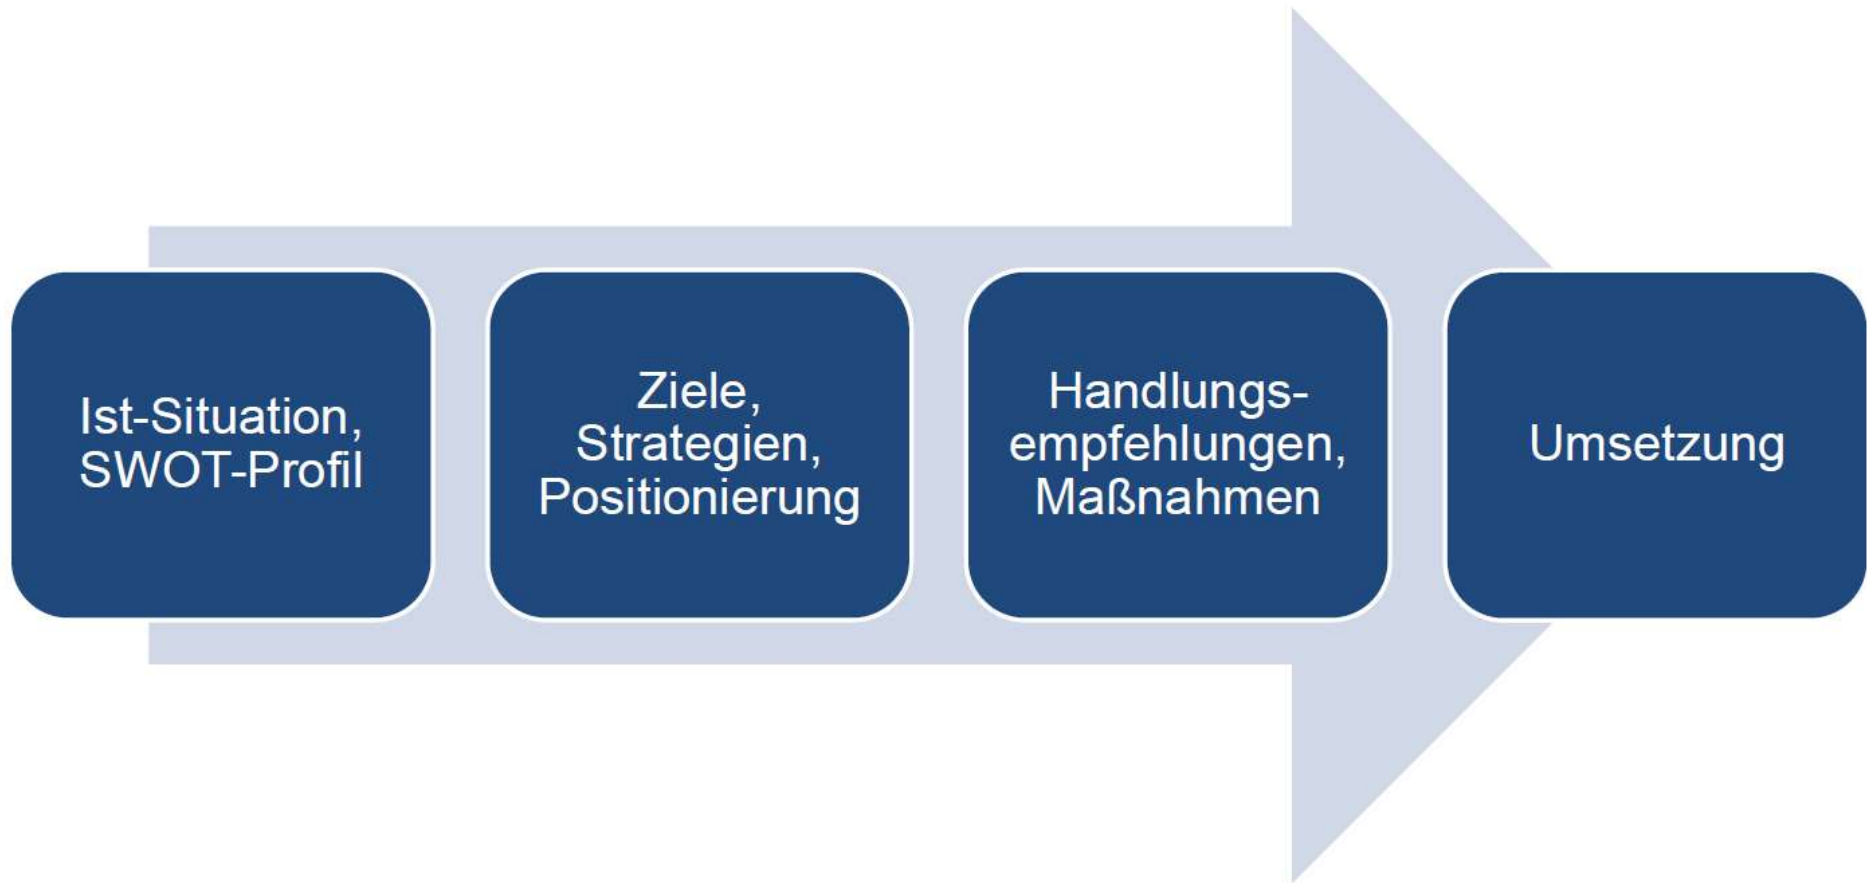 Ist-Situation,
SWOT-Profil
Ziele,
Strategien,
Positionierung
Handlungs-
empfehlungen,
Maßnahmen
Umsetzung